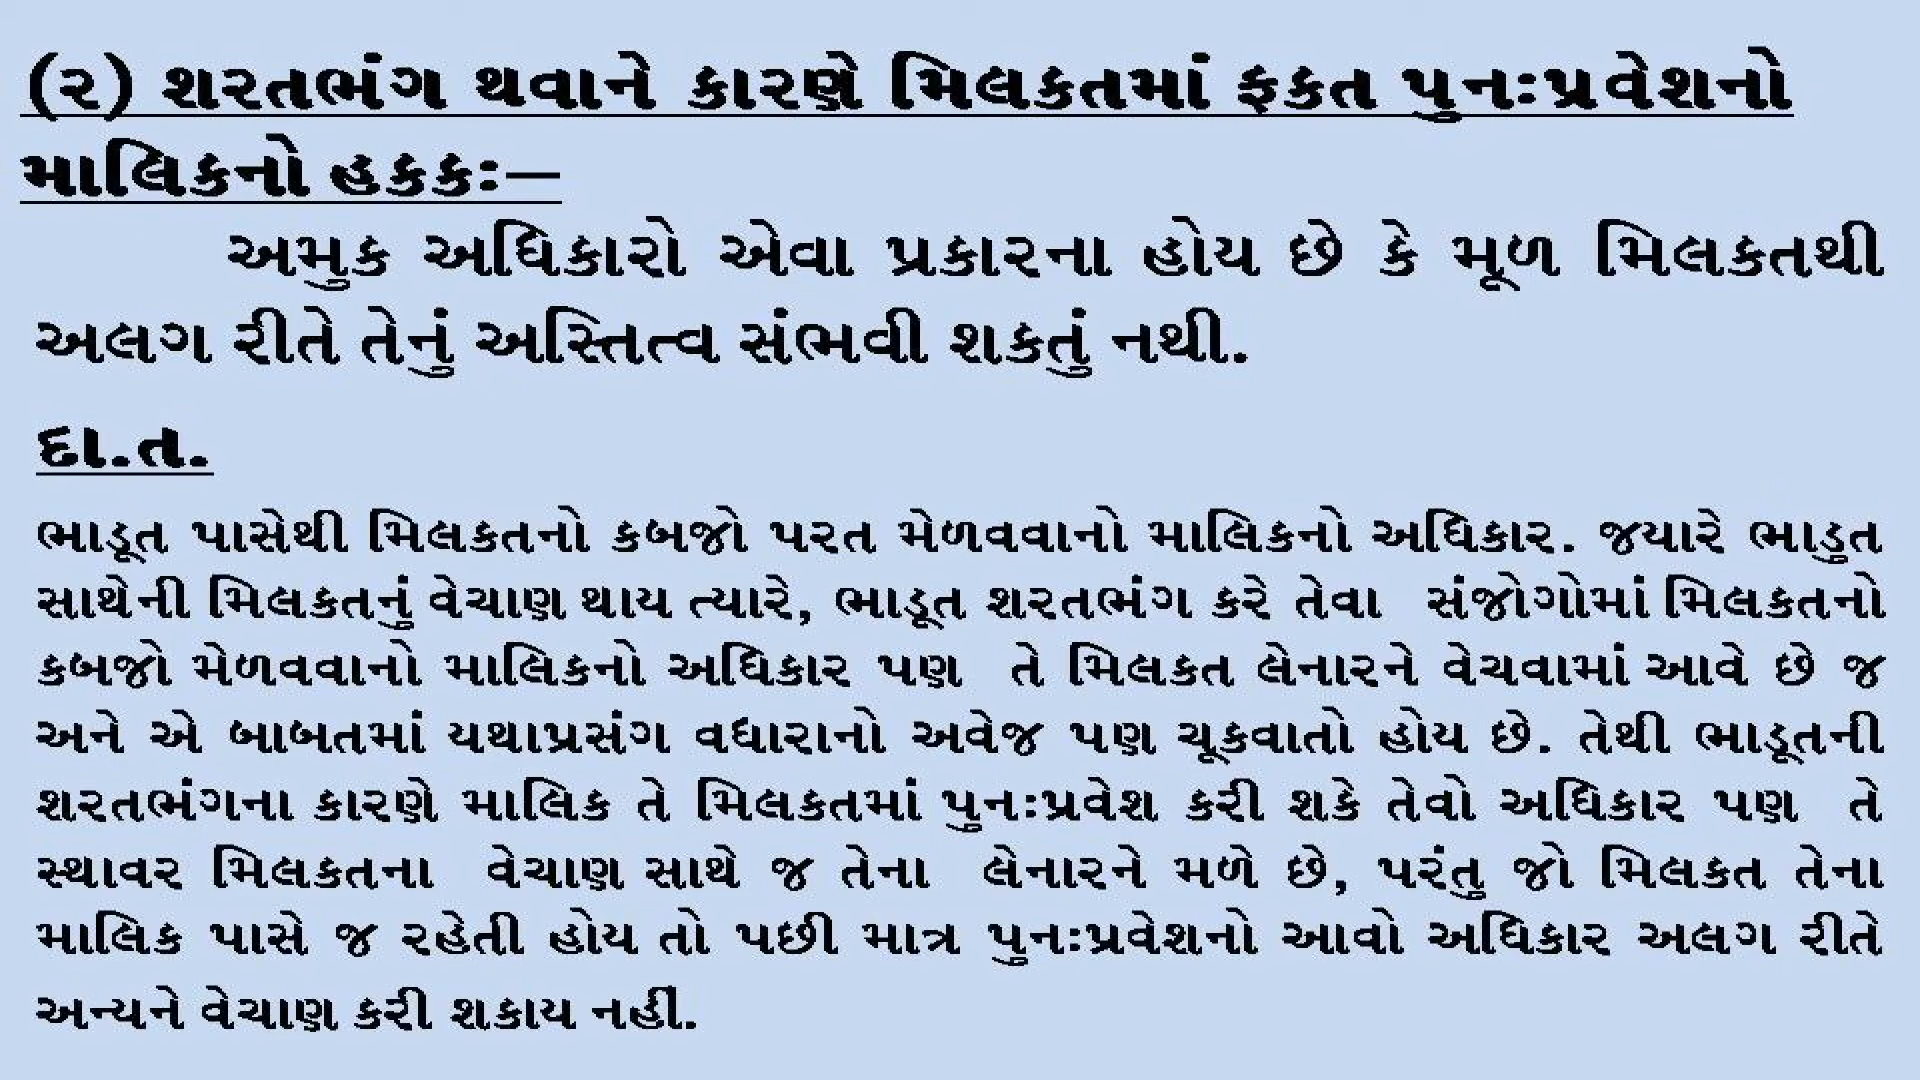 (૨) શરતભંગ થવાને કારણે મિલકતમાં ફકત પુનઃપ્રવેશનો
માલિકનો હકકઃ—
અમુક અધિકારો એવા પ્રકારના હોય છે કે મૂળ મિલકતથી
અલગ રીતે તેનું અસ્તિત્વ સંભવી શકતું નથી.
દા.ત.
ભાડૂત પાસેથી મિલકતનો કબજો પરત મેળવવાનો માલિકનો અધિકાર. જયારે ભાડુત
સાથેની મિલકતનું વેચાણ થાય ત્યારે, ભાડૂત શરતભંગ કરે તેવા સંજોગોમાં મિલકતનો
કબજો મેળવવાનો માલિકનો અધિકાર પણ તે મિલકત લેનારને વેચવામાં આવે છે જ
અને એ બાબતમાં યથાપ્રસંગ વધારાનો અવેજ પણ ચૂકવાતો હોય છે. તેથી ભાડૂતની
શરતભંગના કારણે માલિક તે મિલકતમાં પુનઃપ્રવેશ કરી શકે તેવો અધિકાર પણ તે
સ્થાવર મિલકતના વેચાણ સાથે જ તેના લેનારને મળે છે, પરંતુ જો મિલકત તેના
માલિક પાસે જ રહેતી હોય તો પછી માત્ર પુનઃપ્રવેશનો આવો અધિકાર અલગ રીતે
અન્યને વેચાણ કરી શકાય નહીં.